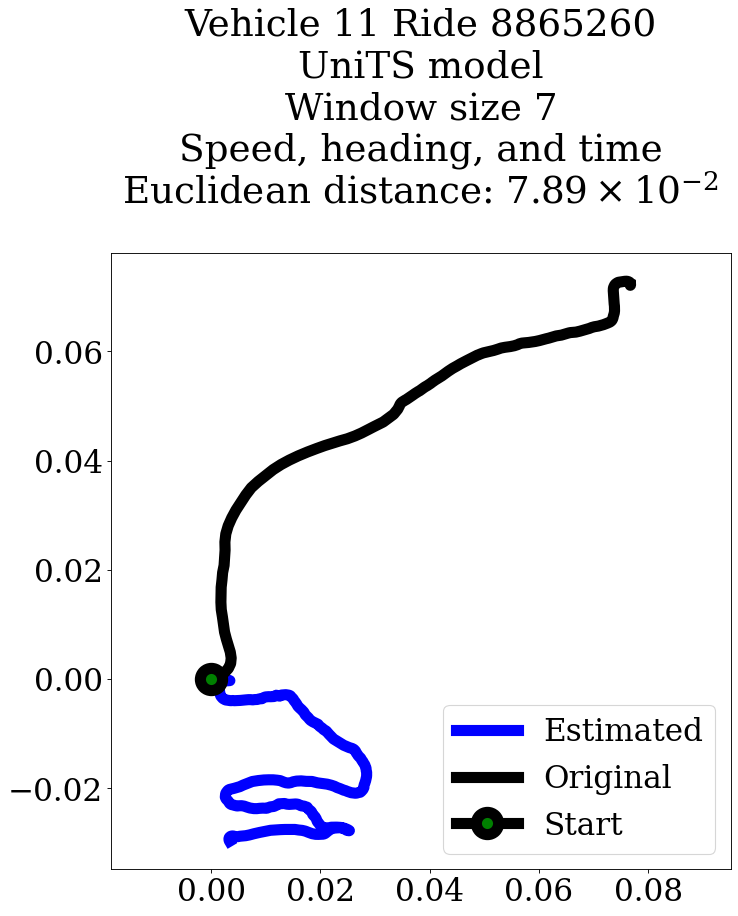 Vehicle 11 Ride 8865260
UniTS model
Window size 7
Speed, heading, and time
Euclidean distance: 7.89 × 10⁻²
0.06
0.04
0.02
0.00
−0.02
Estimated
Original
Start
0.00 0.02 0.04 0.06 0.08